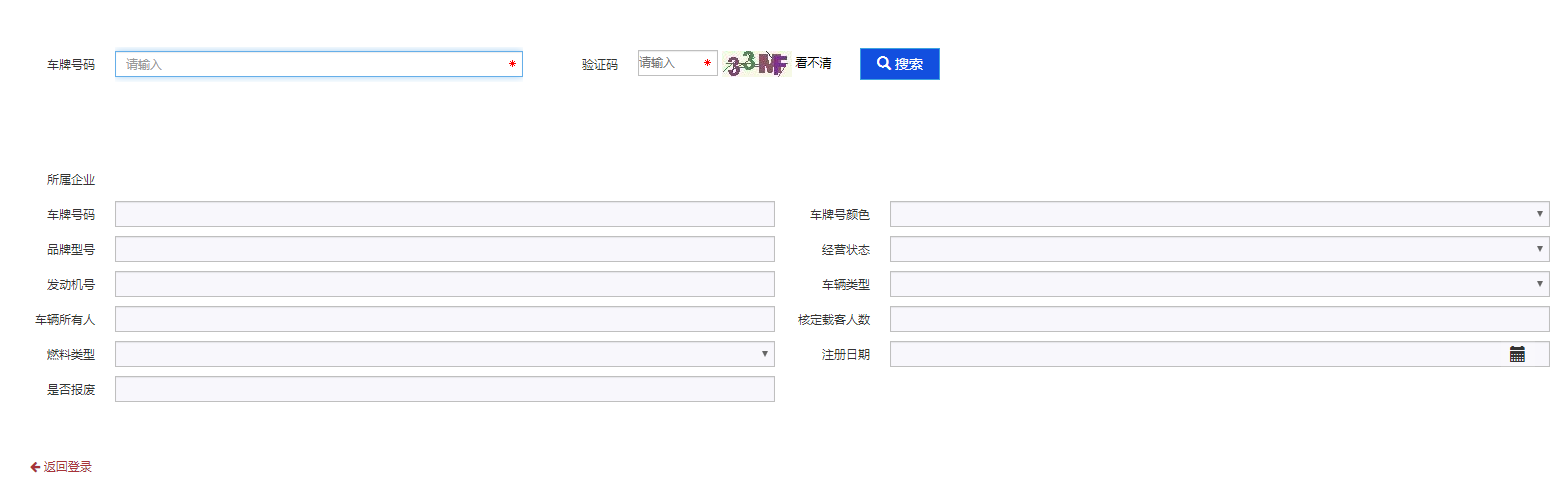 车牌号码 请输入 * 验证码 请输入 * 33MF 看不清 搜索
所属企业
车牌号码 车牌号颜色
品牌型号 经营状态
发动机号 车辆类型
车辆所有人 核定载客人数
燃料类型 注册日期
是否报废
返回登录